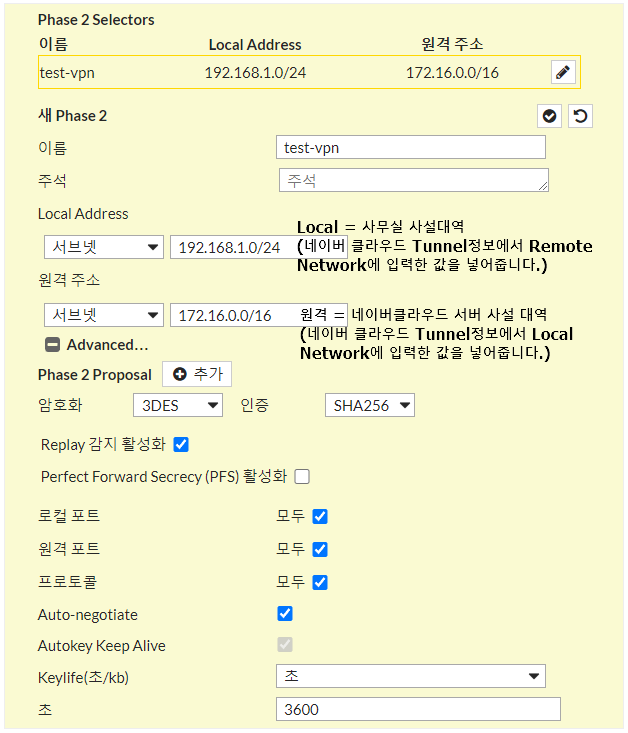 Phase 2 Selectors
이름 Local Address 원격 주소
test-vpn 192.168.1.0/24 172.16.0.0/16
새 Phase 2
이름 test-vpn
주석 주석
Local Address
서브넷 192.168.1.0/24
Local = 사무실 사설대역
(네이버 클라우드 Tunnel정보에서 Remote
Network에 입력한 값을 넣어줍니다.)
원격 주소
서브넷 172.16.0.0/16
원격 = 네이버클라우드 서버 사설 대역
(네이버 클라우드 Tunnel정보에서 Local
Network에 입력한 값을 넣어줍니다.)
Advanced...
Phase 2 Proposal 추가
암호화 3DES 인증 SHA256
Replay 감지 활성화
Perfect Forward Secrecy (PFS) 활성화
로컬 포트 모두
원격 포트 모두
프로토콜 모두
Auto-negotiate
Autokey Keep Alive
Keylife(초/kb) 초
초 3600